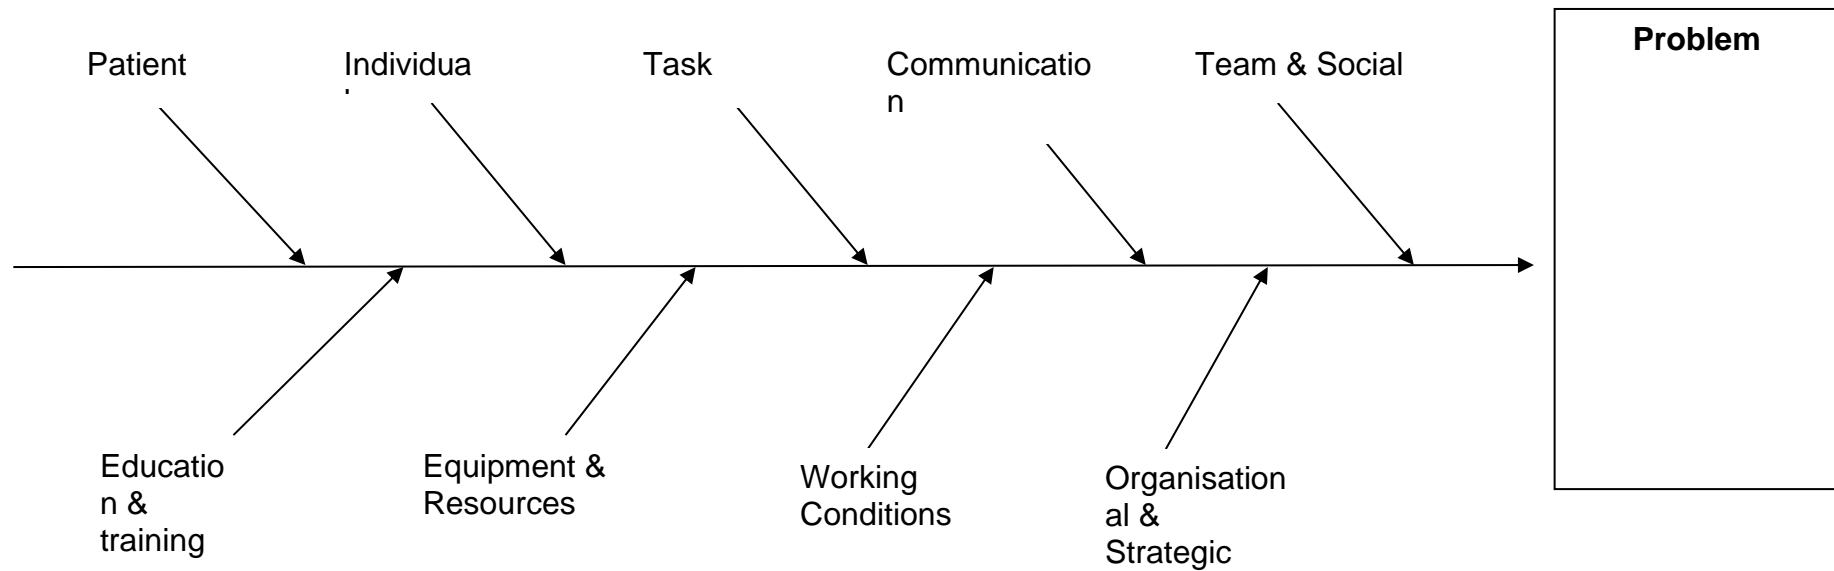 Patient
Individua
Task
Communicatio
n
Team & Social
Problem
Educatio
n &
training
Equipment &
Resources
Working
Conditions
Organisation
al &
Strategic